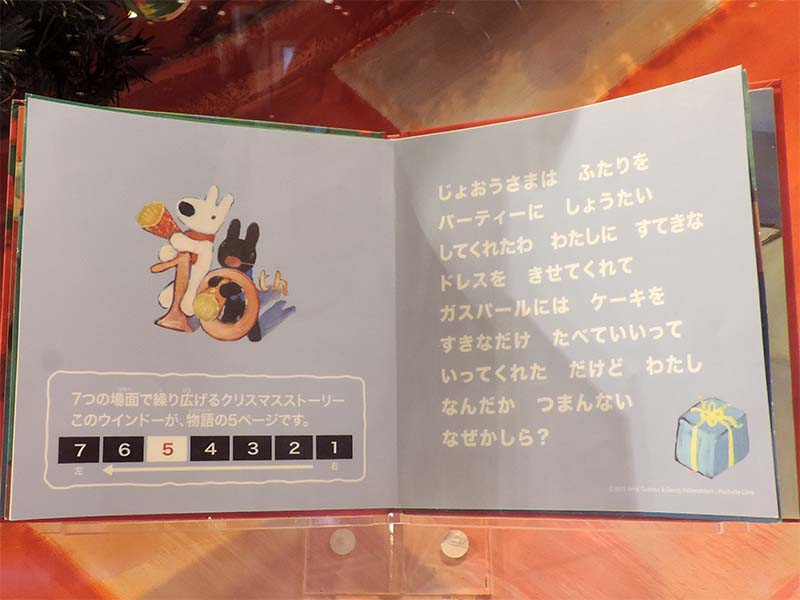 10th
7つの場面で繰り広げるクリスマスストーリー
このウインドーが、物語の5ページです。
7 6 5 4 3 2 1
左 右
じょおうさまは ふたりを
パーティーに しょうたい
してくれたわ わたしに すてきな
ドレスを きせてくれて
ガスパールには ケーキを
すきなだけ たべていいって
いってくれた だけど わたし
なんだか つまんない
なぜかしら?